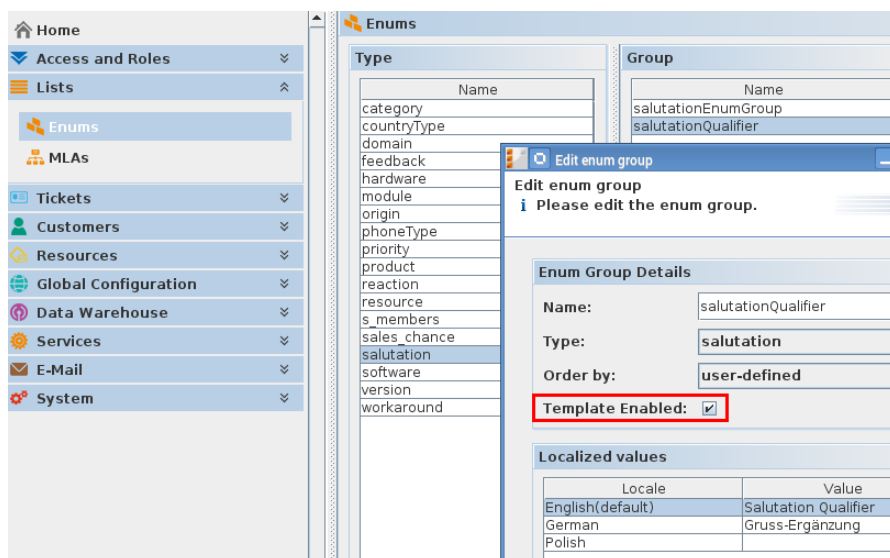 Home
Access and Roles
Lists
Enums
MLAs
Tickets
Customers
Resources
Global Configuration
Data Warehouse
Services
E-Mail
System
Enums
Type
Name
category
countryType
domain
feedback
hardware
module
origin
phoneType
priority
product
reaction
resource
s_members
sales_chance
salutation
software
version
workaround
Group
Name
salutationEnumGroup
salutationQualifier
Edit enum group
Edit enum group
i Please edit the enum group.
Enum Group Details
Name: salutationQualifier
Type: salutation
Order by: user-defined
Template Enabled:
Localized values
Locale Value
English(default) Salutation Qualifier
German Gruss-Ergänzung
Polish